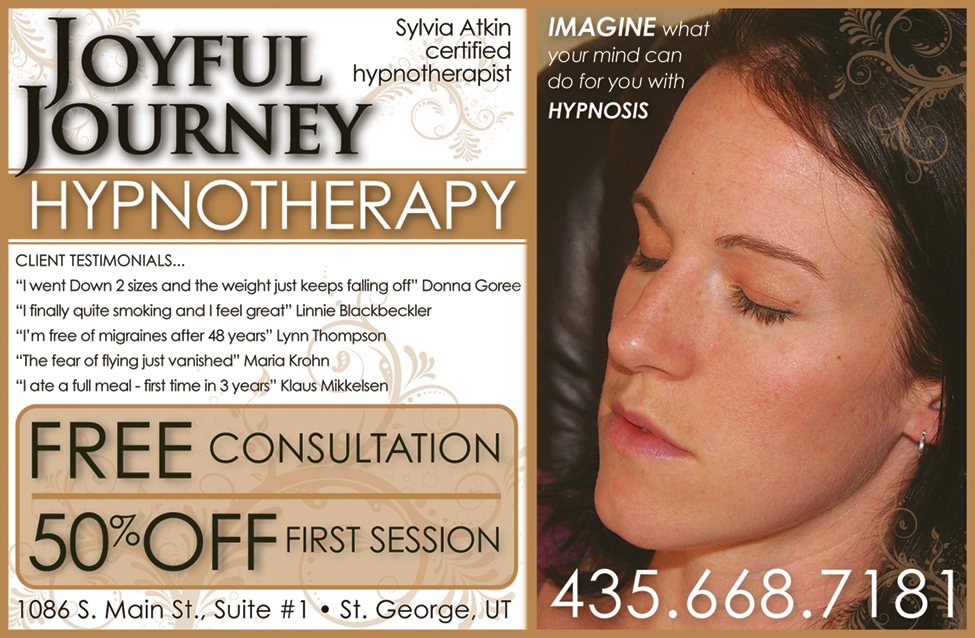 JOYFUL
JOURNEY
Sylvia Atkin
certified
hypnotherapist
HYPNOTHERAPY
CLIENT TESTIMONIALS...
“I went Down 2 sizes and the weight just keeps falling off” Donna Goree
“I finally quite smoking and I feel great” Linnie Blackbeckler
“I’m free of migraines after 48 years” Lynn Thompson
“The fear of flying just vanished” Maria Krohn
“I ate a full meal - first time in 3 years” Klaus Mikkelsen
FREE CONSULTATION
50% OFF FIRST SESSION
1086 S. Main St., Suite #1 • St. George, UT
IMAGINE what
your mind can
do for you with
HYPNOSIS
435.668.7181